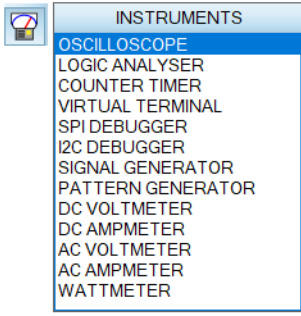 INSTRUMENTS
OSCILLOSCOPE
LOGIC ANALYSER
COUNTER TIMER
VIRTUAL TERMINAL
SPI DEBUGGER
I2C DEBUGGER
SIGNAL GENERATOR
PATTERN GENERATOR
DC VOLTMETER
DC AMPMETER
AC VOLTMETER
AC AMPMETER
WATTMETER